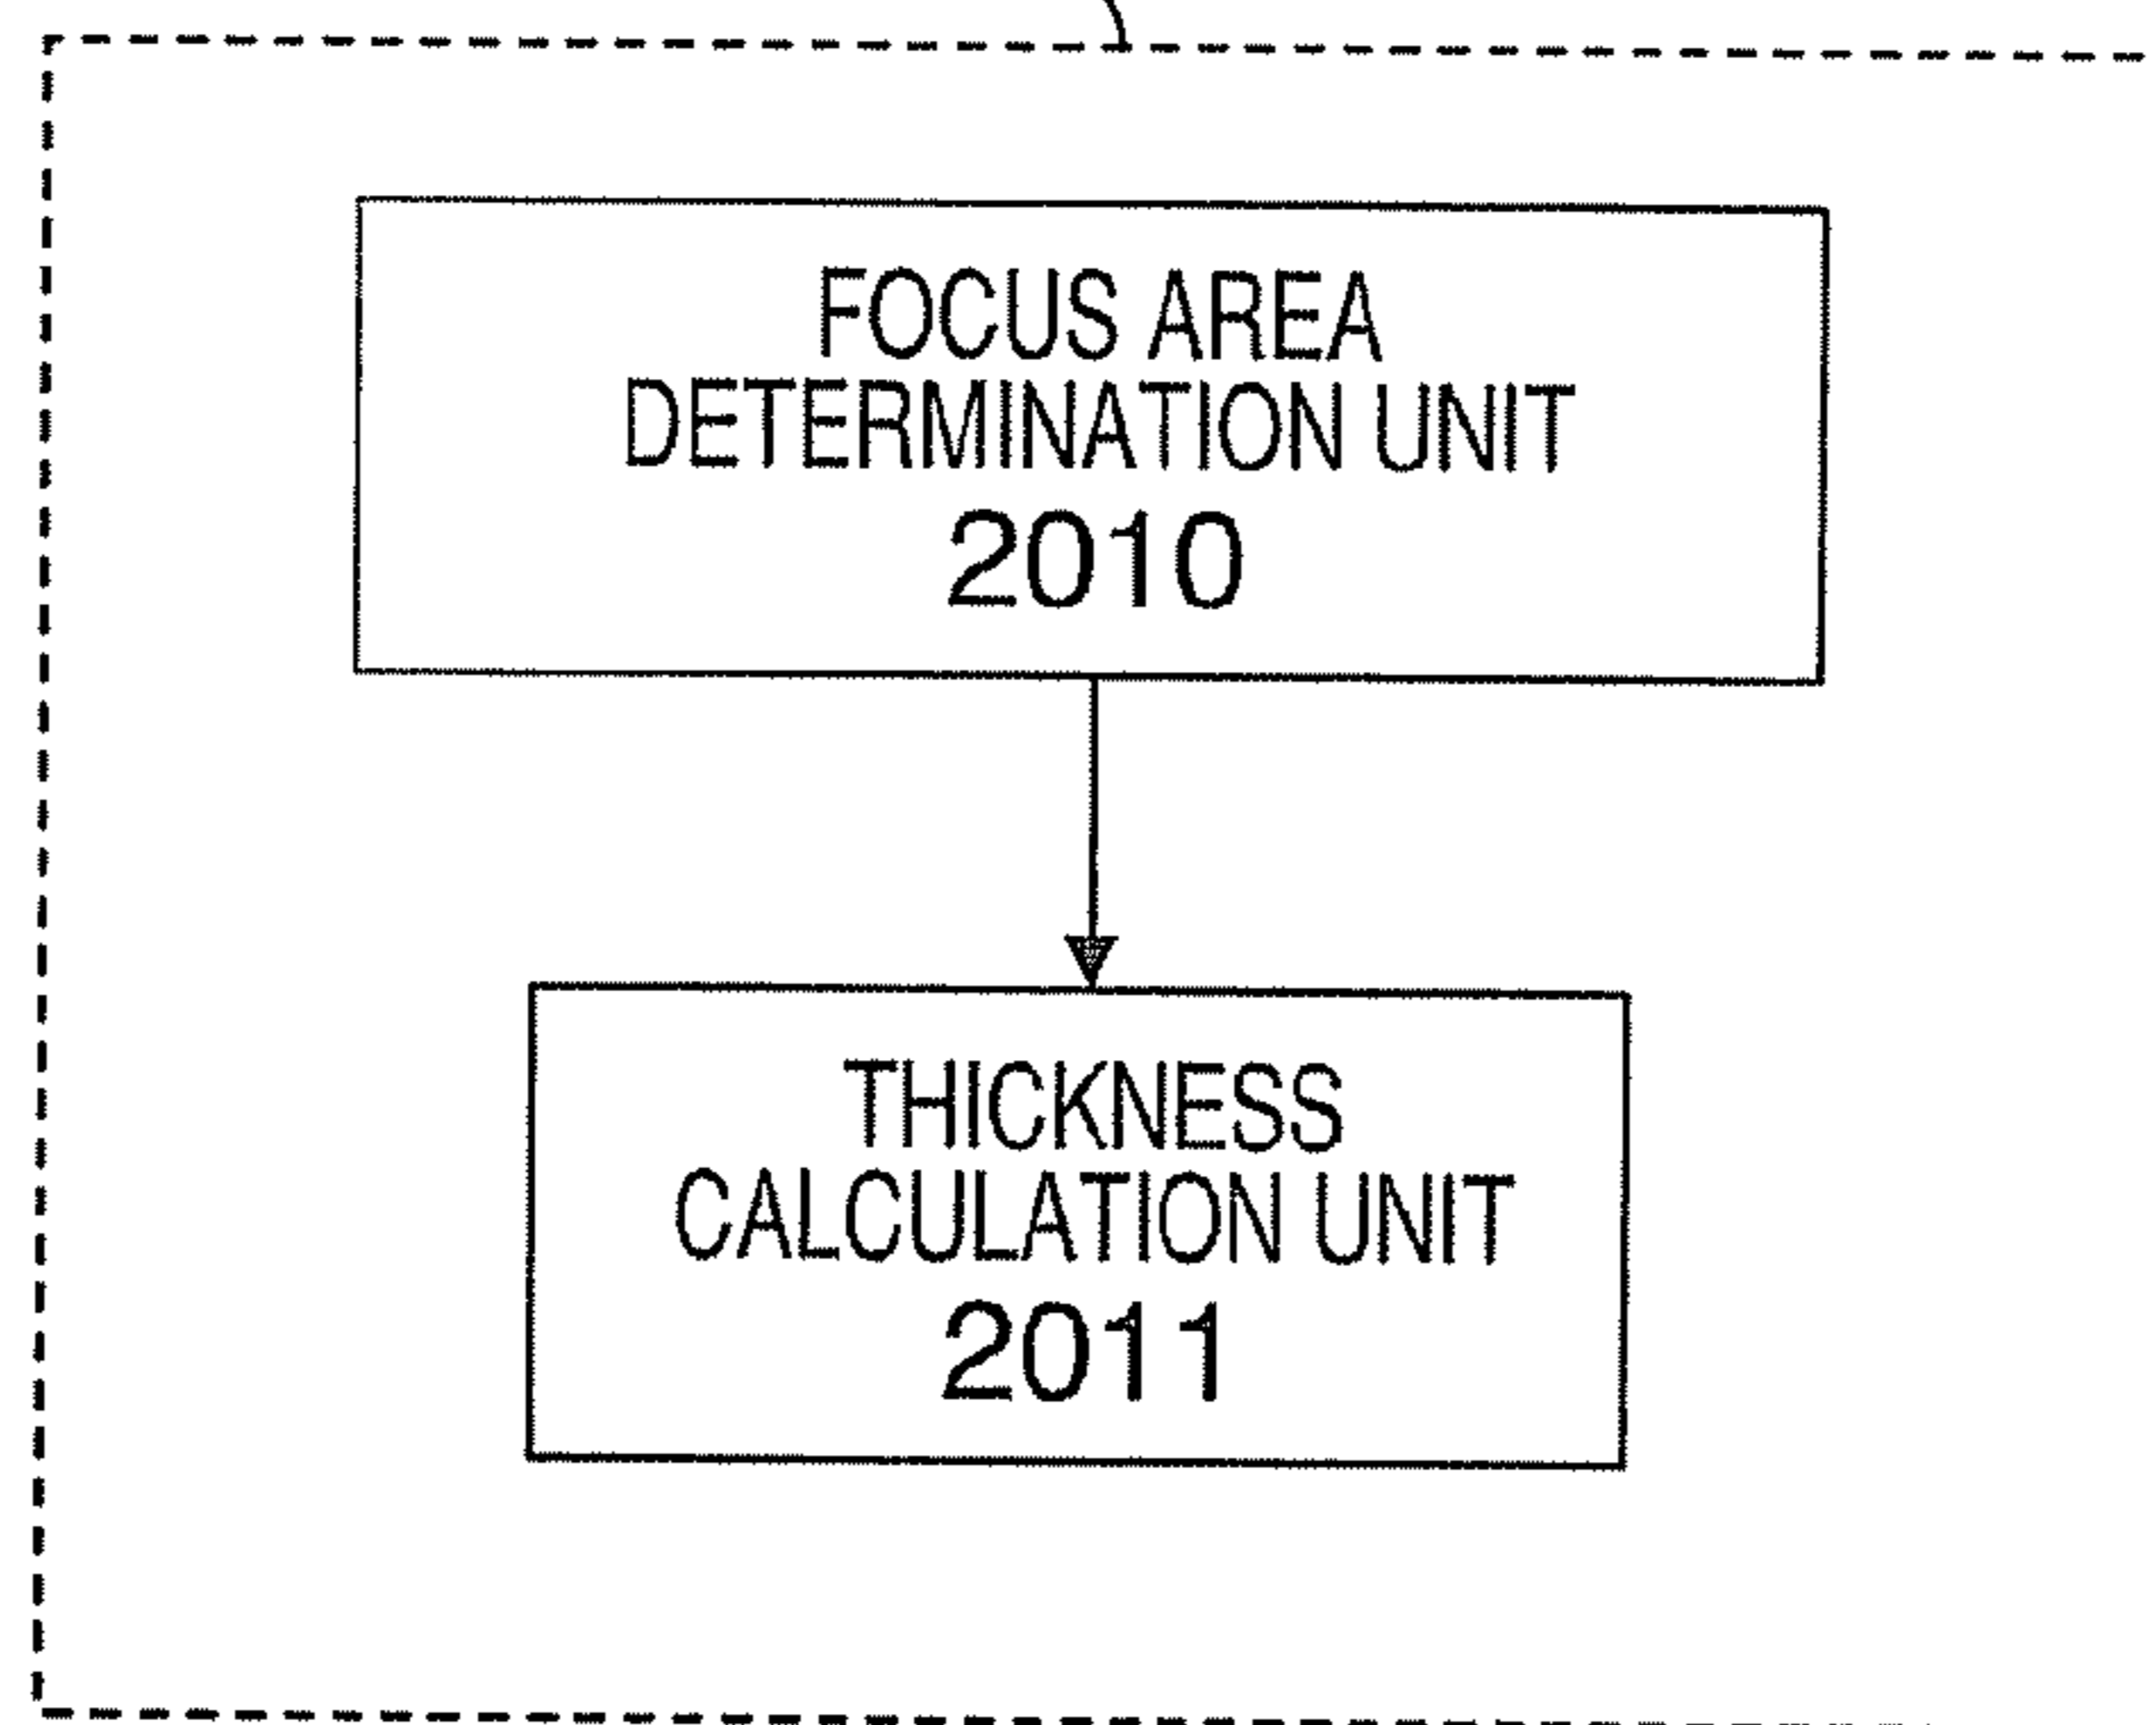 FOCUS AREA
DETERMINATION UNIT
2010
THICKNESS
CALCULATION UNIT
2011